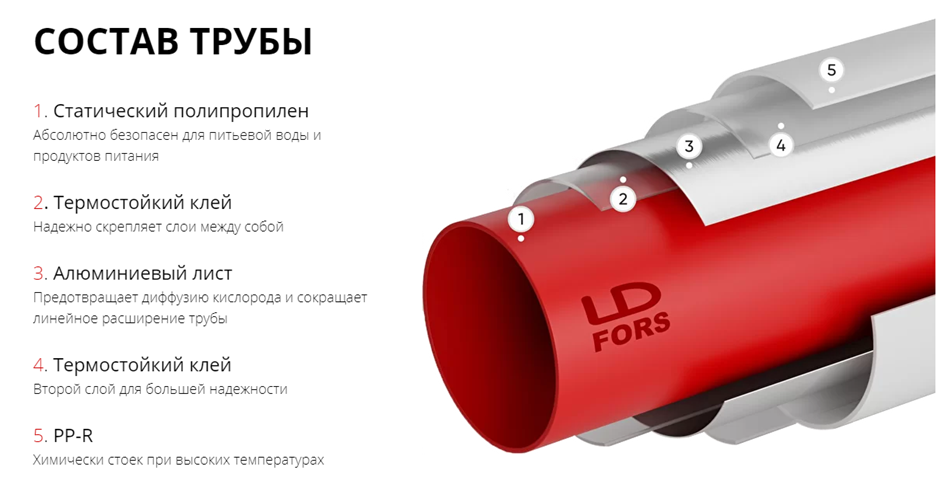 СОСТАВ ТРУБЫ
1. Статический полипропилен
Абсолютно безопасен для питьевой воды и
продуктов питания
2. Термостойкий клей
Надежно скрепляет слои между собой
3. Алюминиевый лист
Предотвращает диффузию кислорода и сокращает
линейное расширение трубы
4. Термостойкий клей
Второй слой для большей надежности
5. PP-R
Химически стоек при высоких температурах
5
4
3
2
1
LD
FORS